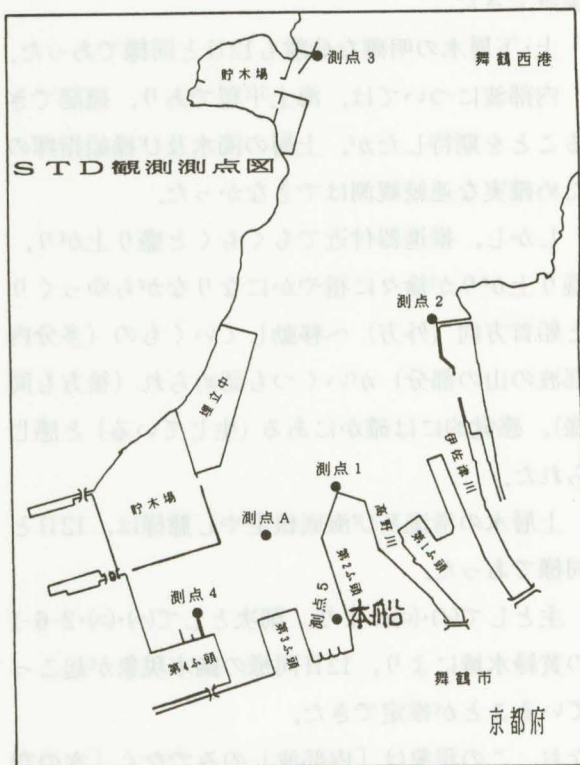 測点3
舞鶴西港
貯木場
STD観測測点図
測点2
埋立中
伊佐津川
測点1
高野川
第1ふ頭
貯木場
測点A
第2ふ頭
測点4
測点5
本船
第3ふ頭
第4ふ頭
舞鶴市
京都府